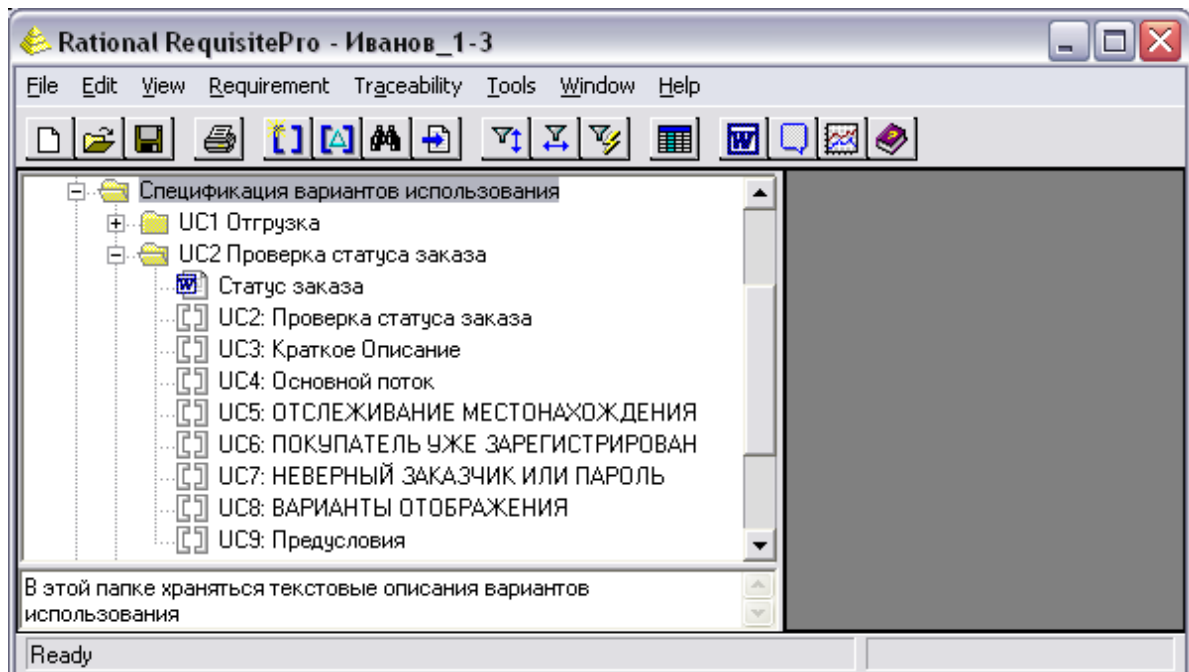 Rational RequisitePro - Иванов_1-3
File Edit View Requirement Traceability Tools Window Help
Спецификация вариантов использования
UC1 Отгрузка
UC2 Проверка статуса заказа
Статус заказа
UC2: Проверка статуса заказа
UC3: Краткое Описание
UC4: Основной поток
UC5: ОТСЛЕЖИВАНИЕ МЕСТОНАХОЖДЕНИЯ
UC6: ПОКУПАТЕЛЬ УЖЕ ЗАРЕГИСТРИРОВАН
UC7: НЕВЕРНЫЙ ЗАКАЗЧИК ИЛИ ПАРОЛЬ
UC8: ВАРИАНТЫ ОТОБРАЖЕНИЯ
UC9: Предусловия
В этой папке храняться текстовые описания вариантов
использования
Ready